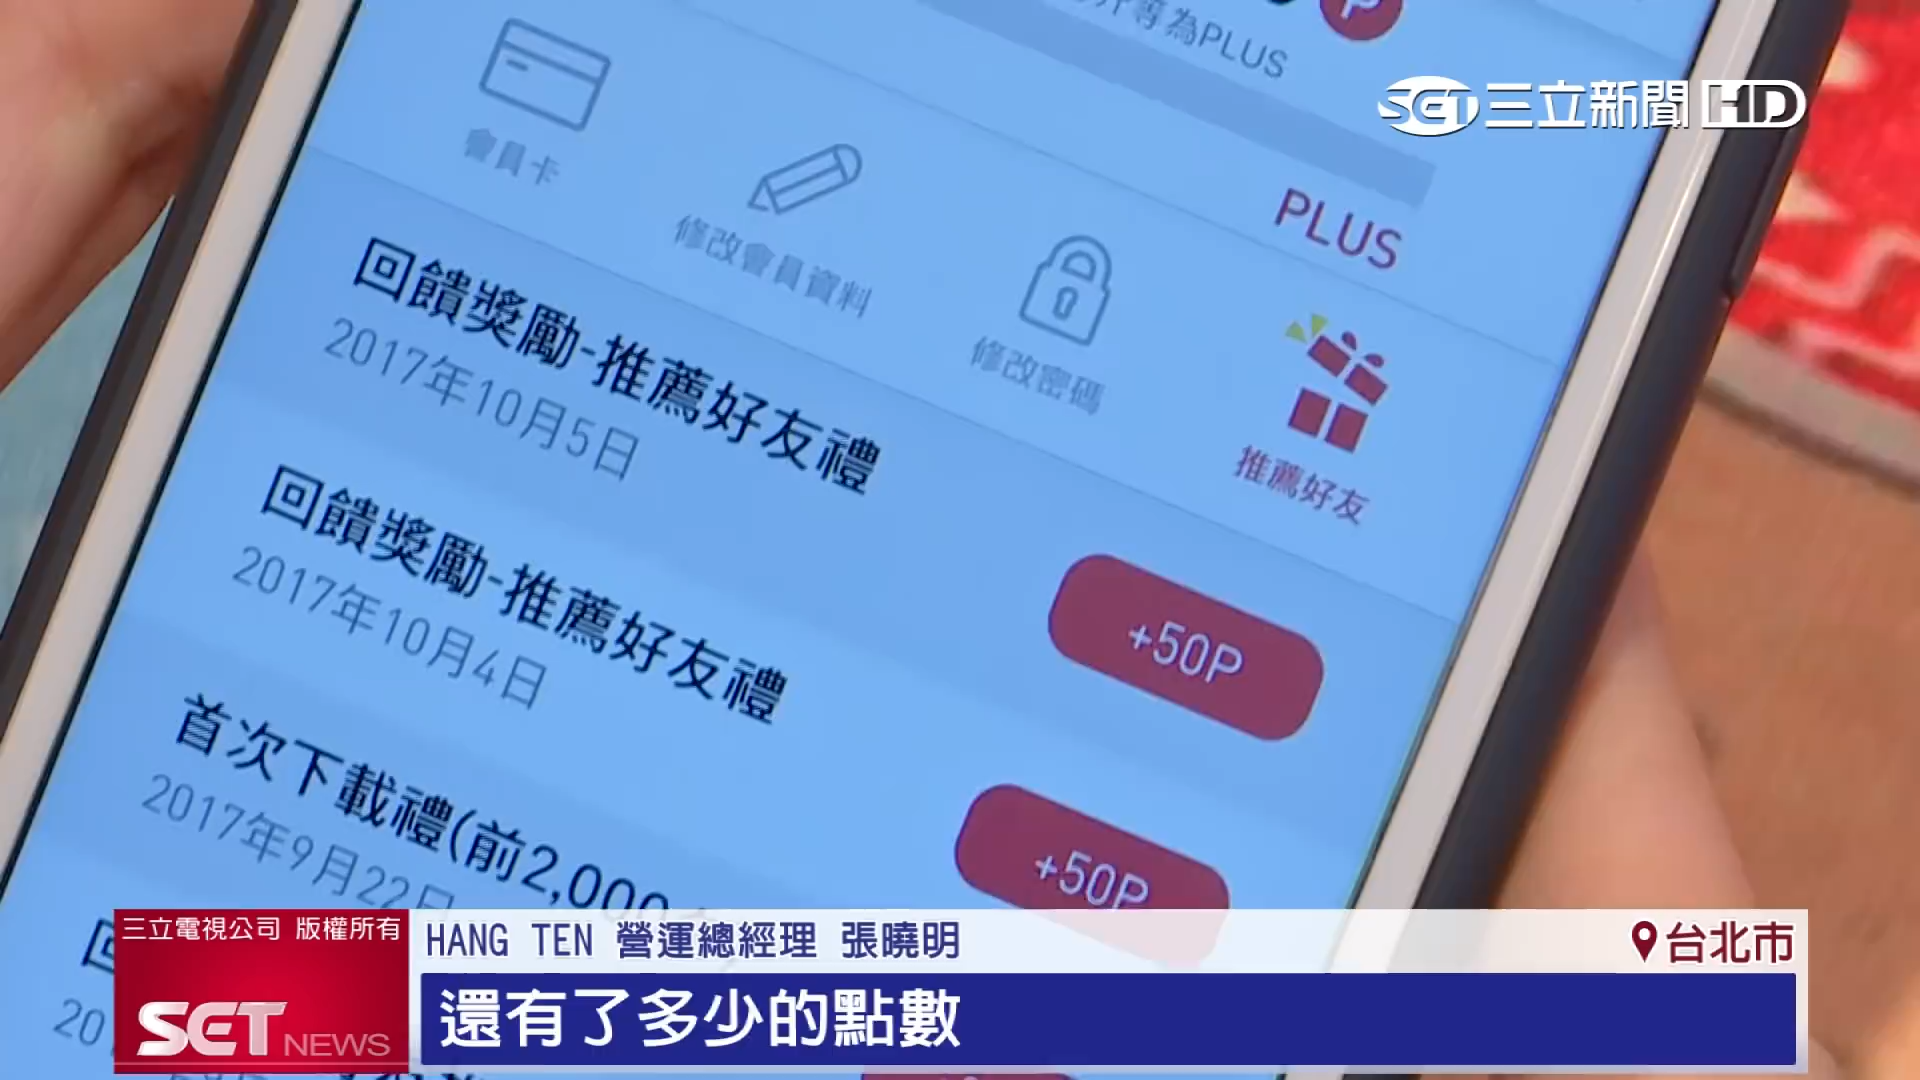 等為PLUS
SET三立新聞HD
PLUS
會員卡
修改會員資料
修改密碼
推薦好友
回饋獎勵-推薦好友禮
2017年10月5日
+50P
回饋獎勵-推薦好友禮
2017年10月4日
+50P
首次下載禮(前2,000
2017年9月22日
三立電視公司 版權所有
SET NEWS
HANG TEN 營運總經理 張曉明
台北市
還有了多少的點數